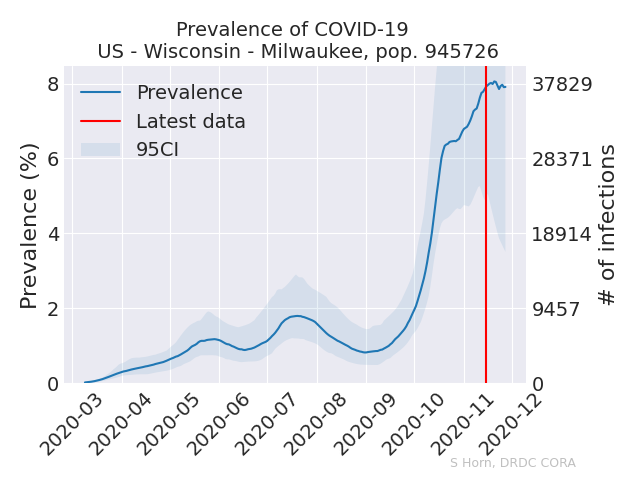 Prevalence of COVID-19
US - Wisconsin - Milwaukee, pop. 945726
Prevalence
Latest data
95CI
Prevalence (%)
8
6
4
2
0
37829
28371
18914
9457
0
# of infections
2020-03
2020-04
2020-05
2020-06
2020-07
2020-08
2020-09
2020-10
2020-11
2020-12
S Horn, DRDC CORA